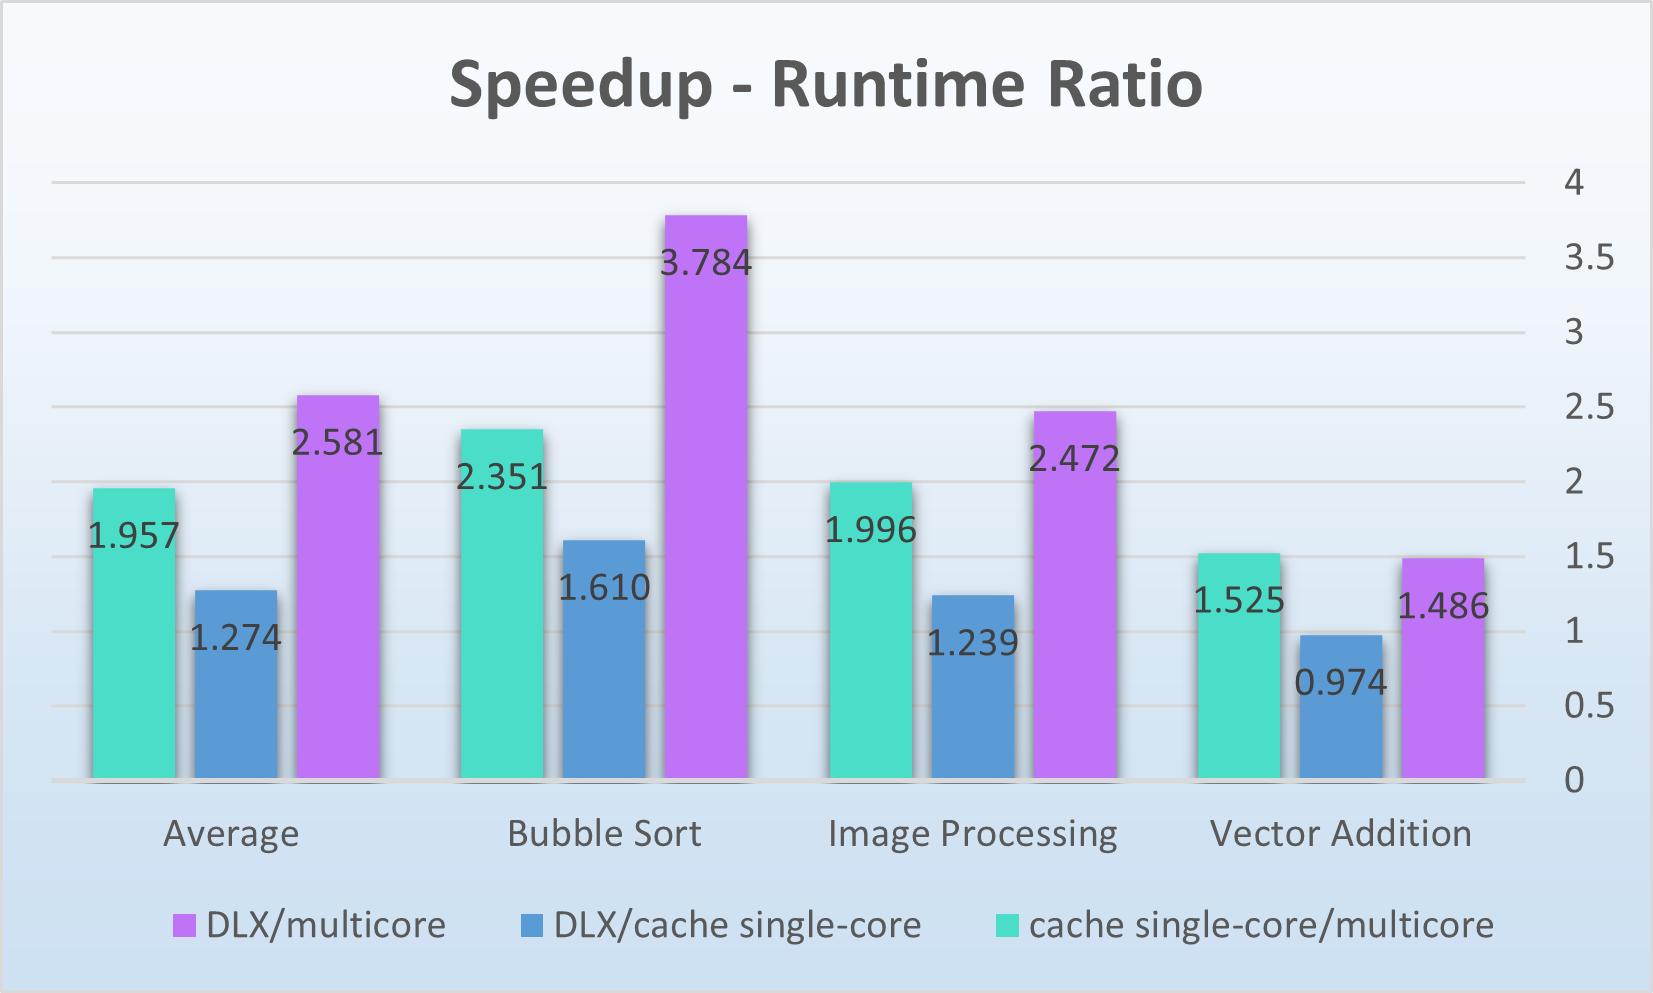 Speedup - Runtime Ratio
4
3.5
3
2.5
2
1.5
1
0.5
0
1.957
1.274
2.581
2.351
1.610
3.784
1.996
1.239
2.472
1.525
0.974
1.486
Average
Bubble Sort
Image Processing
Vector Addition
DLX/multicore
DLX/cache single-core
cache single-core/multicore